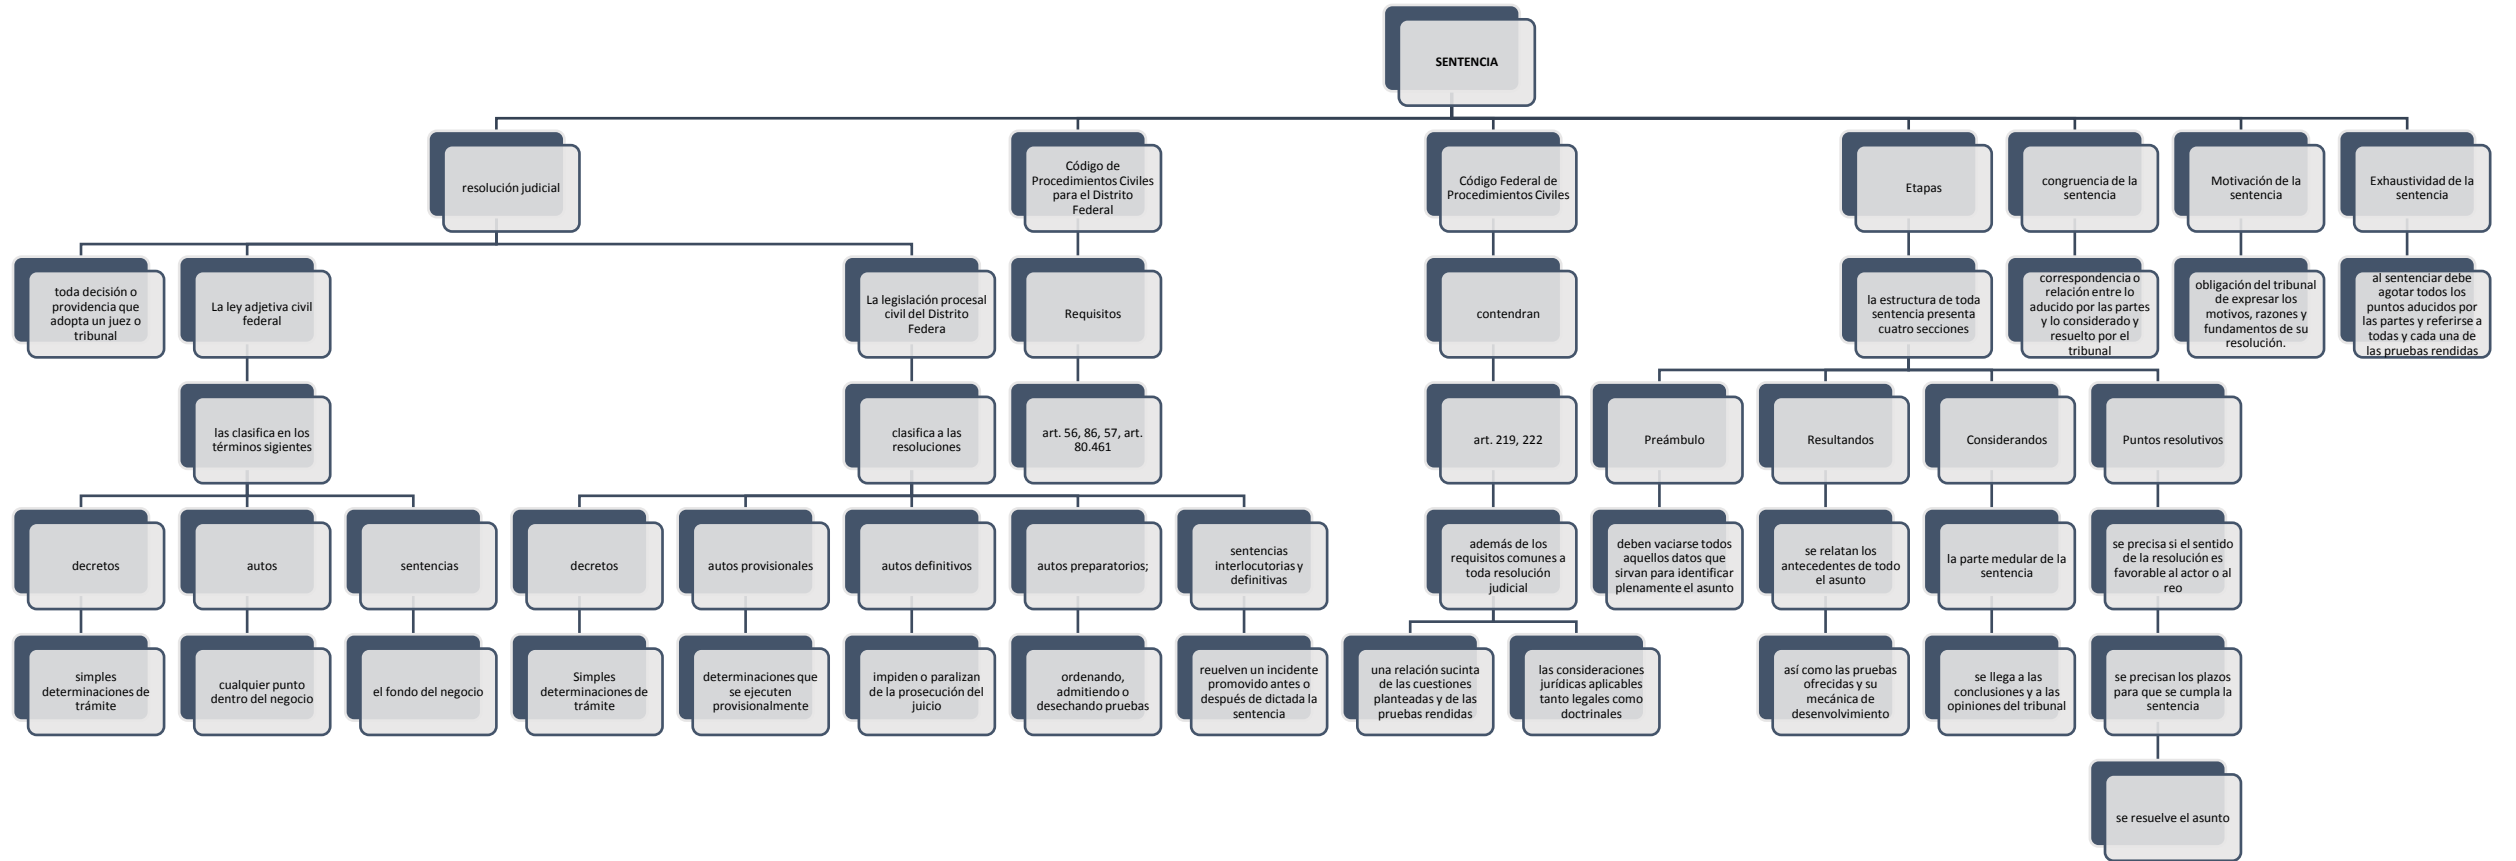 SENTENCIA
resolución judicial
Código de
Procedimientos Civiles
para el Distrito
Federal
Código Federal de
Procedimientos Civiles
Etapas
congruencia de la
sentencia
Motivación de la
sentencia
Exhaustividad de la
sentencia
toda decisión o
providencia que
adopta un juez o
tribunal
La ley adjetiva civil
federal
La legislación procesal
civil del Distrito
Federa
Requisitos
contendran
la estructura de toda
sentencia presenta
cuatro secciones
correspondencia o
relación entre lo
aducido por las partes
y lo considerado y
resuelto por el
tribunal
obligación del tribunal
de expresar los
motivos, razones y
fundamentos de su
resolución.
al sentenciar debe
agotar todos los
puntos aducidos por
las partes y referirse a
todas y cada una de
las pruebas rendidas
las clasifica en los
términos sigientes
clasifica a las
resoluciones
art. 56, 86, 57, art.
80.461
art. 219, 222
Preámbulo
Resultandos
Considerandos
Puntos resolutivos
decretos
autos
sentencias
decretos
autos provisionales
autos definitivos
autos preparatorios;
sentencias
interlocutorias y
definitivas
además de los
requisitos comunes a
toda resolución
judicial
deben vaciarse todos
aquellos datos que
sirvan para identificar
plenamente el asunto
se relatan los
antecedentes de todo
el asunto
la parte medular de la
sentencia
se precisa si el sentido
de la resolución es
favorable al actor o al
reo
simples
determinaciones de
trámite
cualquier punto
dentro del negocio
el fondo del negocio
Simples
determinaciones de
trámite
determinaciones que
se ejecuten
provisionalmente
impiden o paralizan
de la prosecución del
juicio
ordenando,
admitiendo o
desechando pruebas
reuelven un incidente
promovido antes o
después de dictada la
sentencia
una relación sucinta
de las cuestiones
planteadas y de las
pruebas rendidas
las consideraciones
jurídicas aplicables
tanto legales como
doctrinales
así como las pruebas
ofrecidas y su
mecánica de
desenvolvimiento
se llega a las
conclusiones y a las
opiniones del tribunal
se precisan los plazos
para que se cumpla la
sentencia
se resuelve el asunto